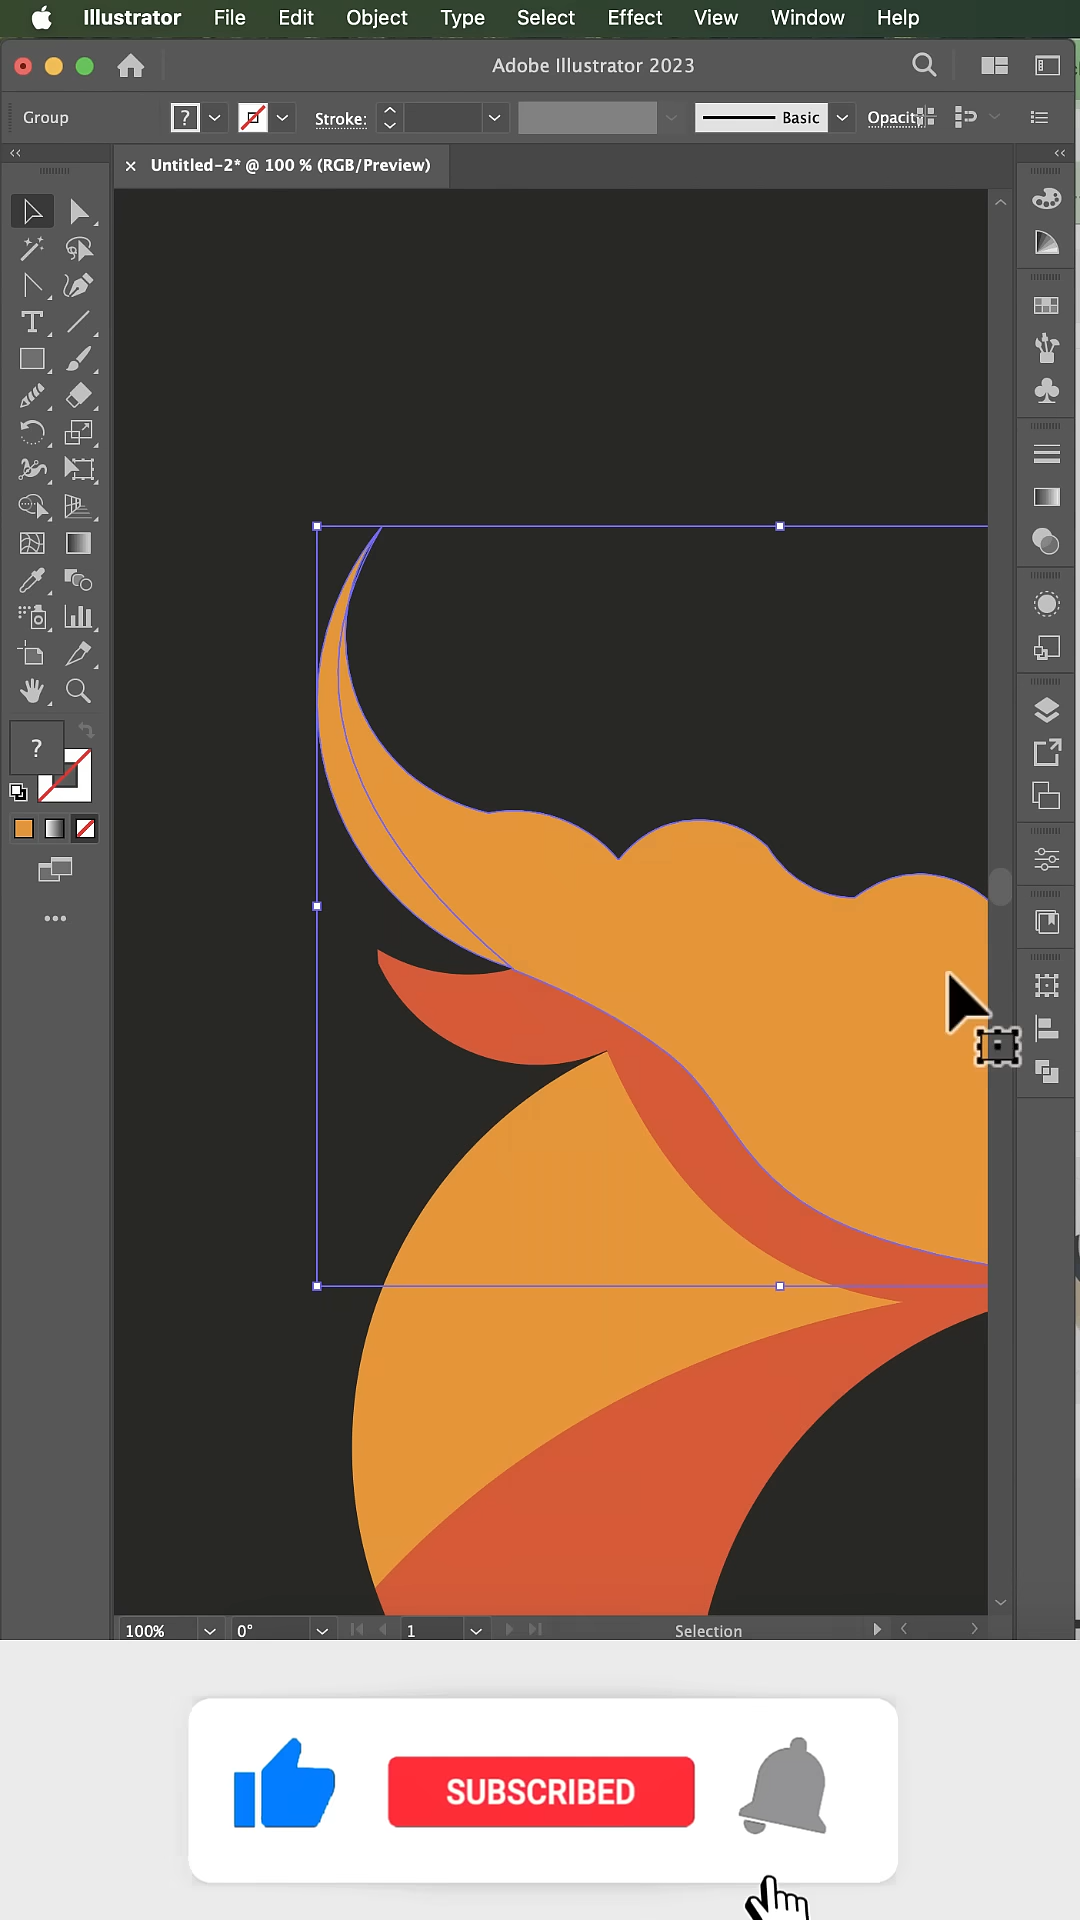 Illustrator File Edit Object Type Select Effect View Window Help
Adobe Illustrator 2023
Group ? Stroke: Basic Opacity
× Untitled-2* @ 100 % (RGB/Preview)
T
?
100% 0° 1 Selection
SUBSCRIBED